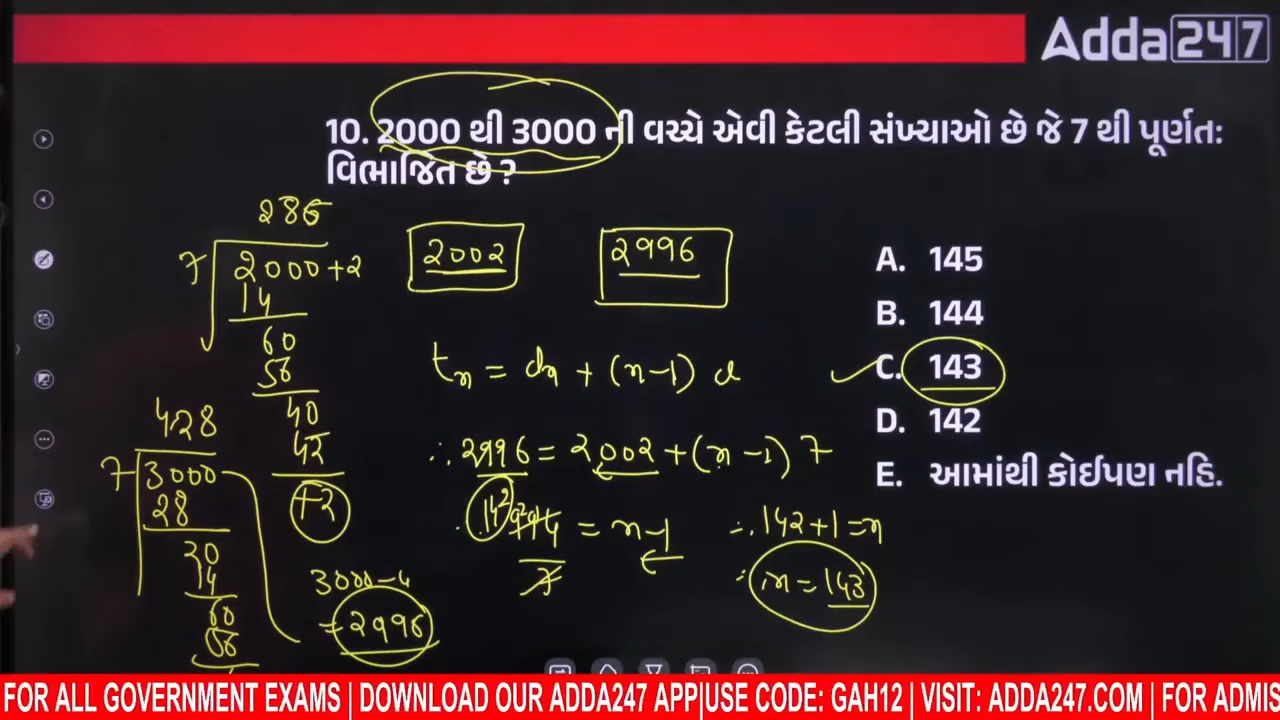 Adda247
10. 2000 થી 3000 ની વચ્ચે એવી કેટલી સંખ્યાઓ છે જે 7 થી પૂર્ણત:
વિભાજિત છે ?
286
7 2000+2
14
60
56
40
42
+2
2002
2996
A. 145
B. 144
C. 143
D. 142
E. આમાંથી કોઈપણ નહિ.
428
7 3000
28
20
14
60
56
3000-4
=2996
∴ 2996 = 2002 + (n-1) 7
= n-1
∴ 142+1=n
∴ n = 143
FOR ALL GOVERNMENT EXAMS | DOWNLOAD OUR ADDA247 APP|USE CODE: GAH12 | VISIT: ADDA247.COM | FOR ADMIS